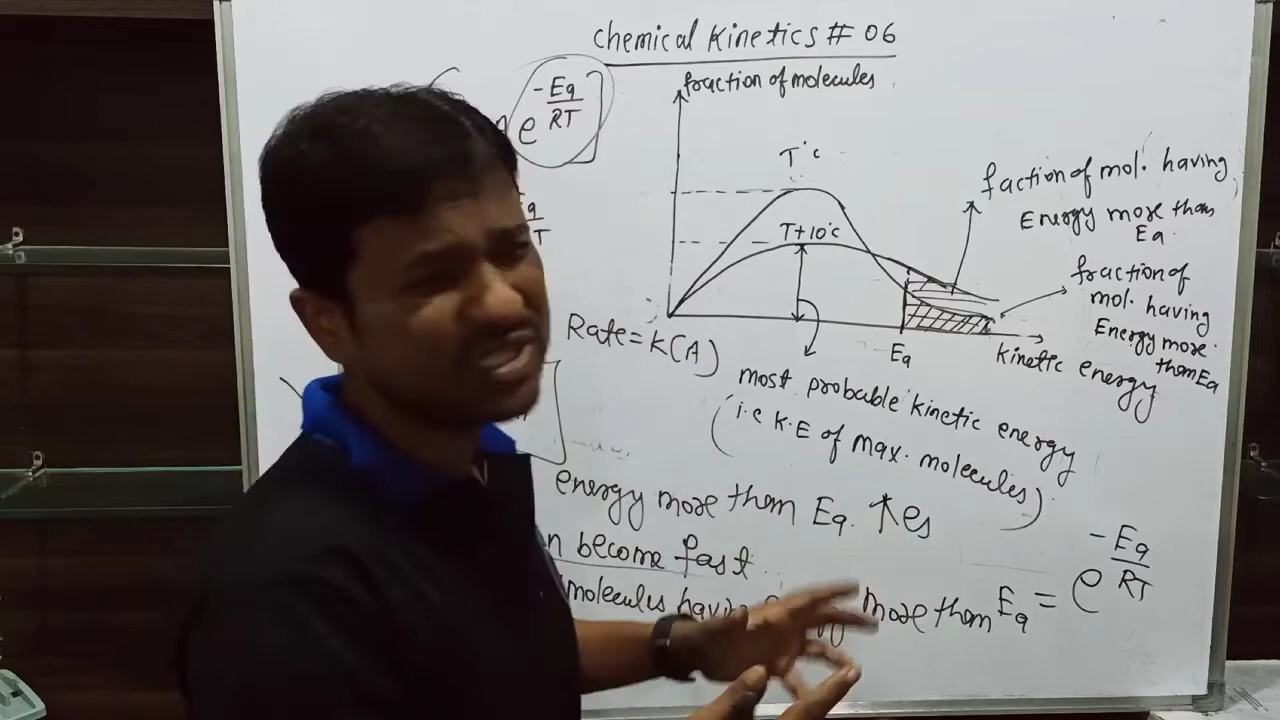 Chemical Kinetics # 06
e
-Ea
RT
fraction of molecules
T°C
T+10°C
faction of mol. having
Energy more than
Ea
fraction of
mol. having
Energy more
than Ea
Ea
Kinetic energy
Rate = K(A)
most probable kinetic energy
(i.e K.E of max. molecules)
energy more than Ea. ↑es
n become fast
molecules having more than Ea = e
-Ea
RT